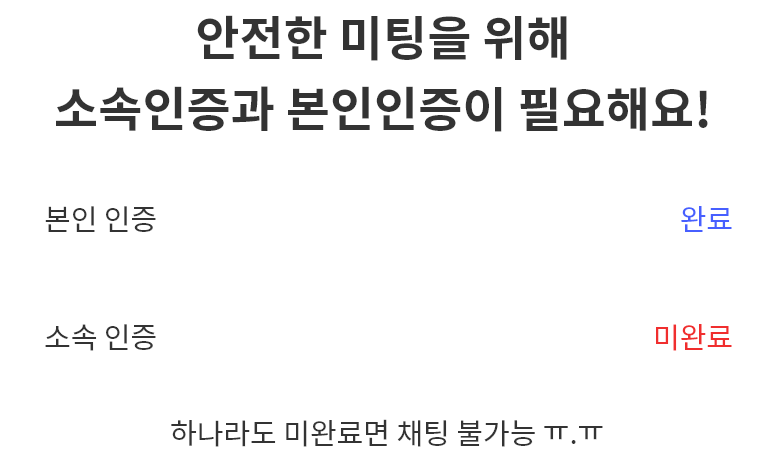 안전한 미팅을 위해
소속인증과 본인인증이 필요해요!
본인 인증 완료
소속 인증 미완료
하나라도 미완료면 채팅 불가능 ㅠ.ㅠ